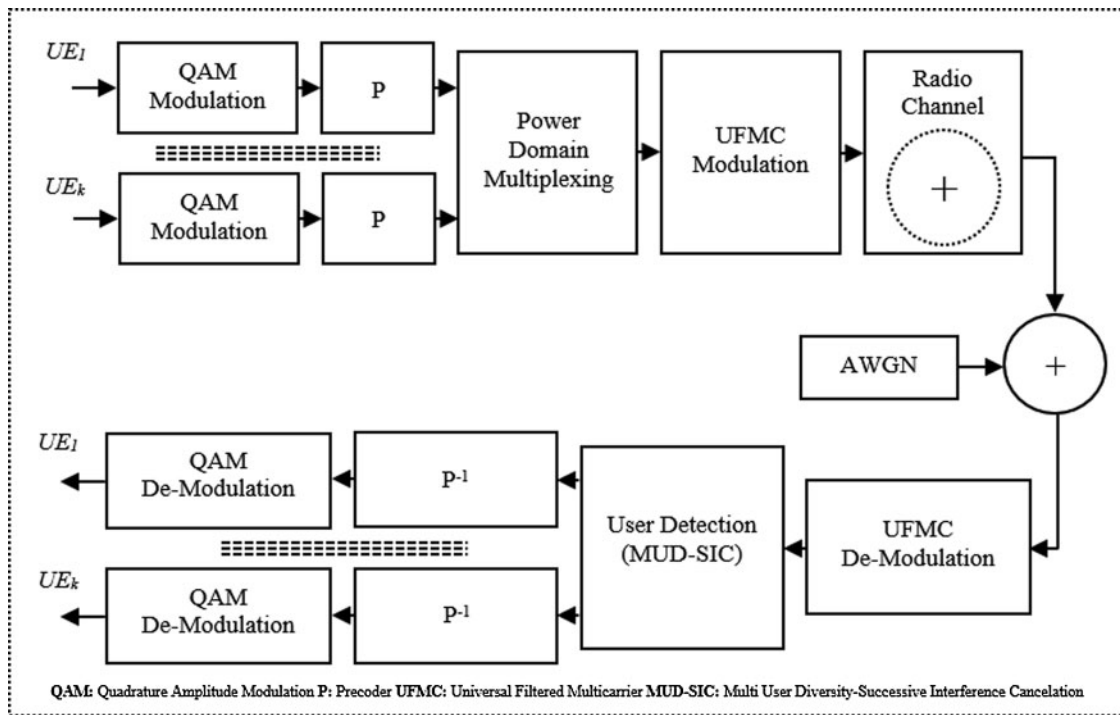 UE1
QAM
Modulation
P
Power
Domain
Multiplexing
UFMC
Modulation
Radio
Channel
+
UEk
QAM
Modulation
P
AWGN
+
UE1
QAM
De-Modulation
P-1
User Detection
(MUD-SIC)
UFMC
De-Modulation
UEk
QAM
De-Modulation
P-1
QAM: Quadrature Amplitude Modulation P: Precoder UFMC: Universal Filtered Multicarrier MUD-SIC: Multi User Diversity-Successive Interference Cancelation